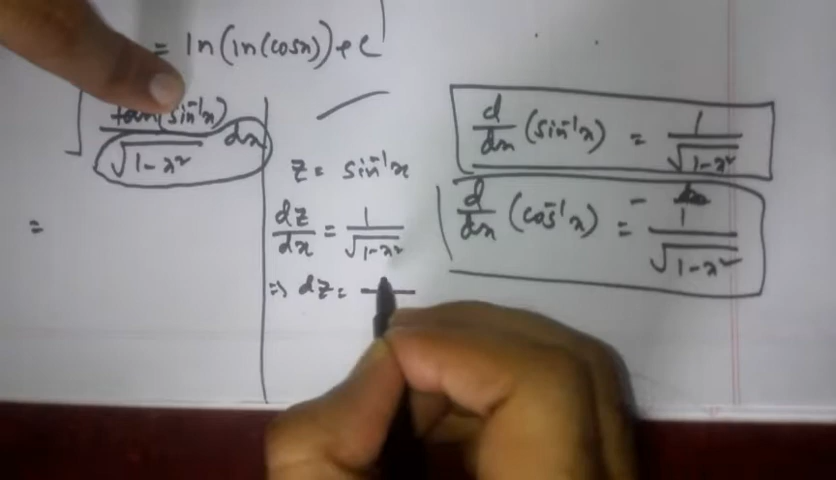 = ln(ln(cosx))+c
∫ tan(sin⁻¹x) / √(1-x²) dx
=
z = sin⁻¹x
dz/dx = 1/√(1-x²)
⇒ dz =
d/dx (sin⁻¹x) = 1/√(1-x²)
d/dx (cos⁻¹x) = - 1/√(1-x²)